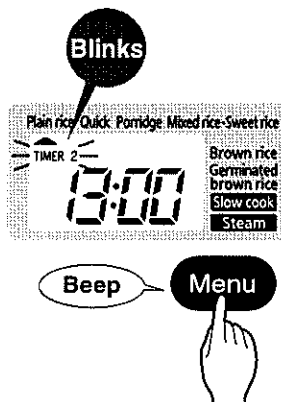 Blinks
Plain rice Quick Porridge Mixed rice·Sweet rice
TIMER 2
13:00
Brown rice
Germinated
brown rice
Slow cook
Steam
Beep
Menu